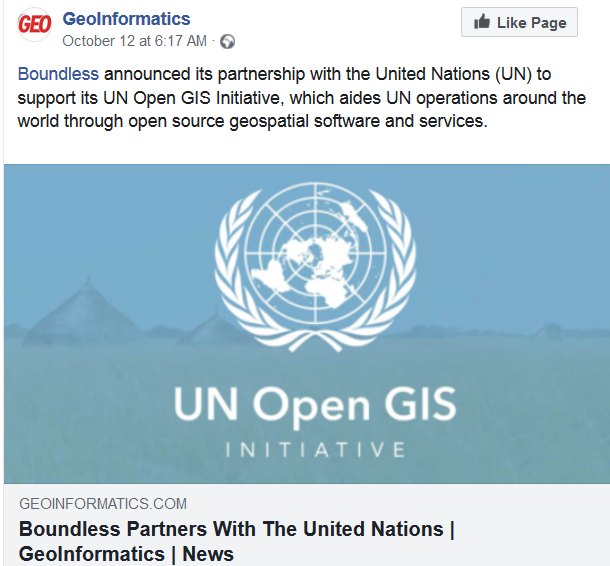 GEO
GeoInformatics
Like Page
October 12 at 6:17 AM ·
Boundless announced its partnership with the United Nations (UN) to
support its UN Open GIS Initiative, which aides UN operations around the
world through open source geospatial software and services.
UN Open GIS
INITIATIVE
GEOINFORMATICS.COM
Boundless Partners With The United Nations |
GeoInformatics | News